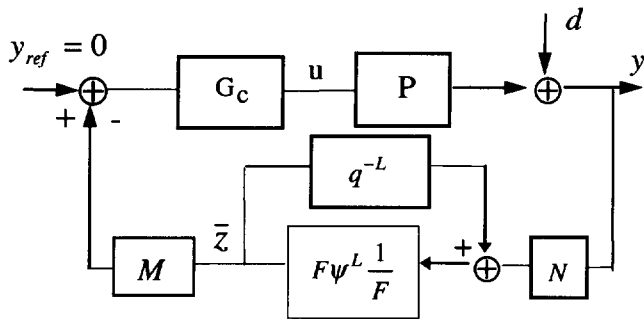 y_ref = 0
+
-
G_C
u
P
d
y
q^{-L}
z̄
M
Fψ^L 1/F
+
N